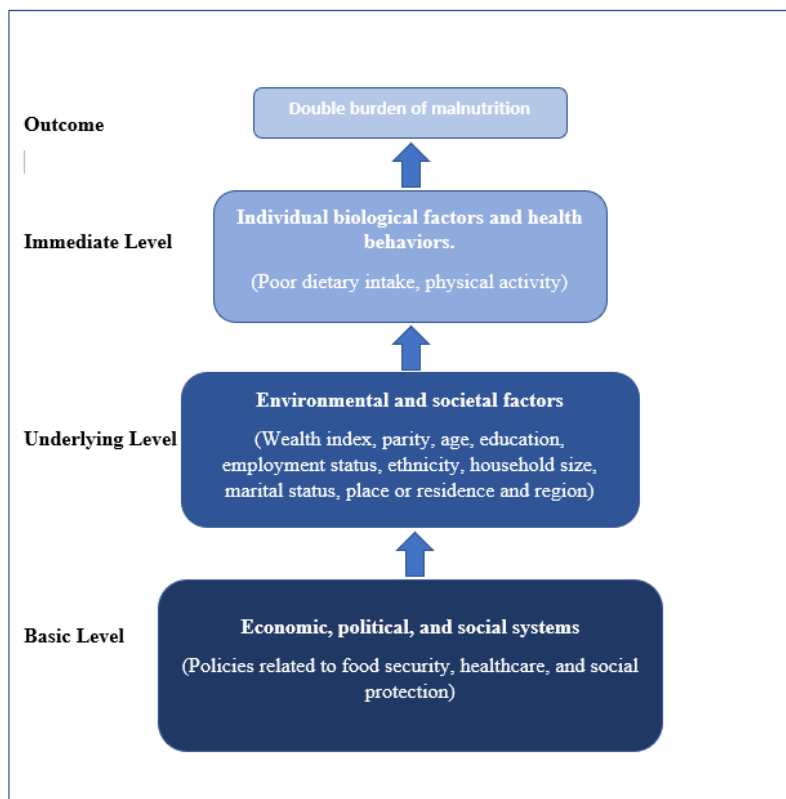 Outcome
Double burden of malnutrition
Immediate Level
Individual biological factors and health
behaviors.
(Poor dietary intake, physical activity)
Underlying Level
Environmental and societal factors
(Wealth index, parity, age, education,
employment status, ethnicity, household size,
marital status, place or residence and region)
Basic Level
Economic, political, and social systems
(Policies related to food security, healthcare, and social
protection)